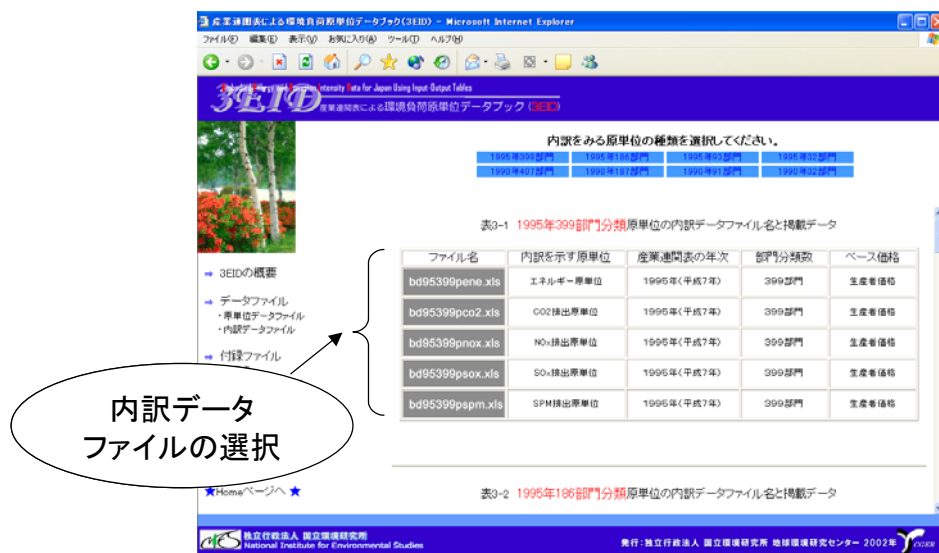 産業連関表による環境負荷原単位データブック(3EID) - Microsoft Internet Explorer
ファイル(F) 編集(E) 表示(V) お気に入り(A) ツール(T) ヘルプ(H)
Embodied Energy and Emission Intensity Data for Japan Using Input-Output Tables
3EID 産業連関表による環境負荷原単位データブック (3EID)
内訳をみる原単位の種類を選択してください。
1995年399部門 1995年186部門 1995年93部門 1995年32部門
1990年407部門 1990年187部門 1990年91部門 1990年32部門
表3-1 1995年399部門分類原単位の内訳データファイル名と掲載データ
ファイル名 内訳を示す原単位 産業連関表の年次 部門分類数 ベース価格
bd95399pene.xls エネルギー原単位 1995年(平成7年) 399部門 生産者価格
bd95399pco2.xls CO2排出原単位 1995年(平成7年) 399部門 生産者価格
bd95399pnox.xls NOx排出原単位 1995年(平成7年) 399部門 生産者価格
bd95399psox.xls SOx排出原単位 1995年(平成7年) 399部門 生産者価格
bd95399pspm.xls SPM排出原単位 1995年(平成7年) 399部門 生産者価格
⇒ 3EIDの概要
⇒ データファイル
・原単位データファイル
・内訳データファイル
⇒ 付録ファイル
内訳データ
ファイルの選択
★Homeページへ★
表3-2 1995年186部門分類原単位の内訳データファイル名と掲載データ
独立行政法人 国立環境研究所
National Institute for Environmental Studies
発行:独立行政法人 国立環境研究所 地球環境研究センター 2002年
CGER